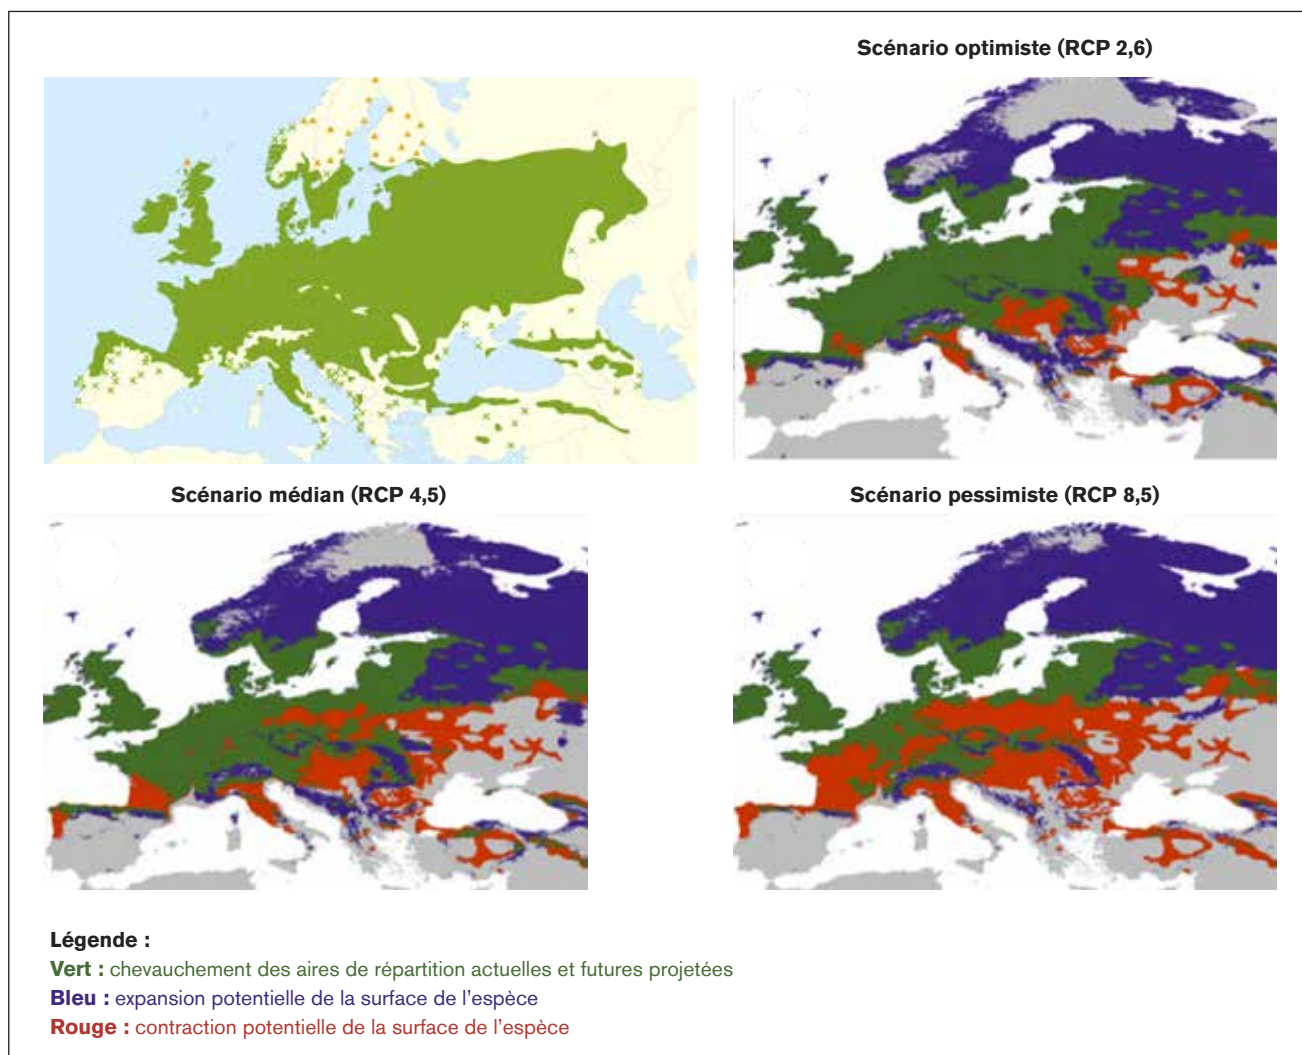 Scénario optimiste (RCP 2,6)
Scénario médian (RCP 4,5)
Scénario pessimiste (RCP 8,5)
Légende :
Vert : chevauchement des aires de répartition actuelles et futures projetées
Bleu : expansion potentielle de la surface de l’espèce
Rouge : contraction potentielle de la surface de l’espèce